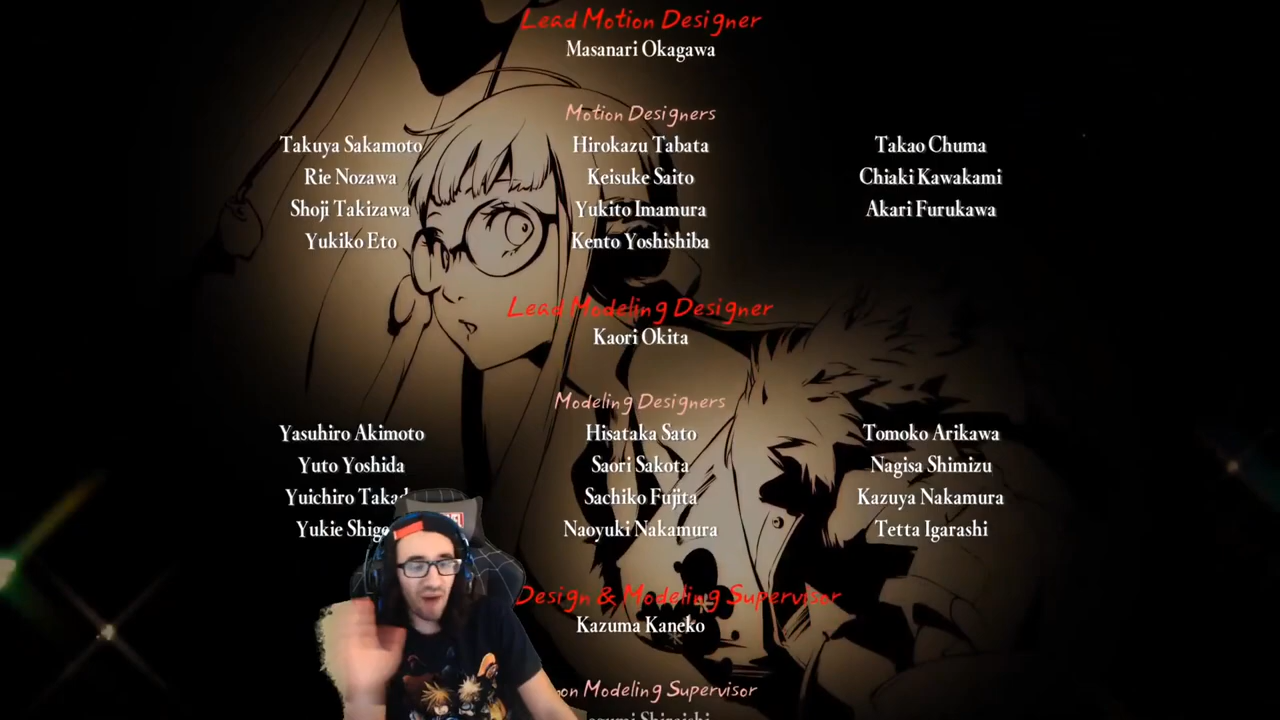 Lead Motion Designer
Masanari Okagawa
Motion Designers
Takuya Sakamoto Hirokazu Tabata Takao Chuma
Rie Nozawa Keisuke Saito Chiaki Kawakami
Shoji Takizawa Yukito Imamura Akari Furukawa
Yukiko Eto Kento Yoshishiba
Lead Modeling Designer
Kaori Okita
Modeling Designers
Yasuhiro Akimoto Hisataka Sato Tomoko Arikawa
Yuto Yoshida Saori Sakota Nagisa Shimizu
Yuichiro Sachiko Fujita Kazuya Nakamura
Yukie Naoyuki Nakamura Tetta Igarashi
Design & Modeling Supervisor
Kazuma Kaneko
Modeling Supervisor